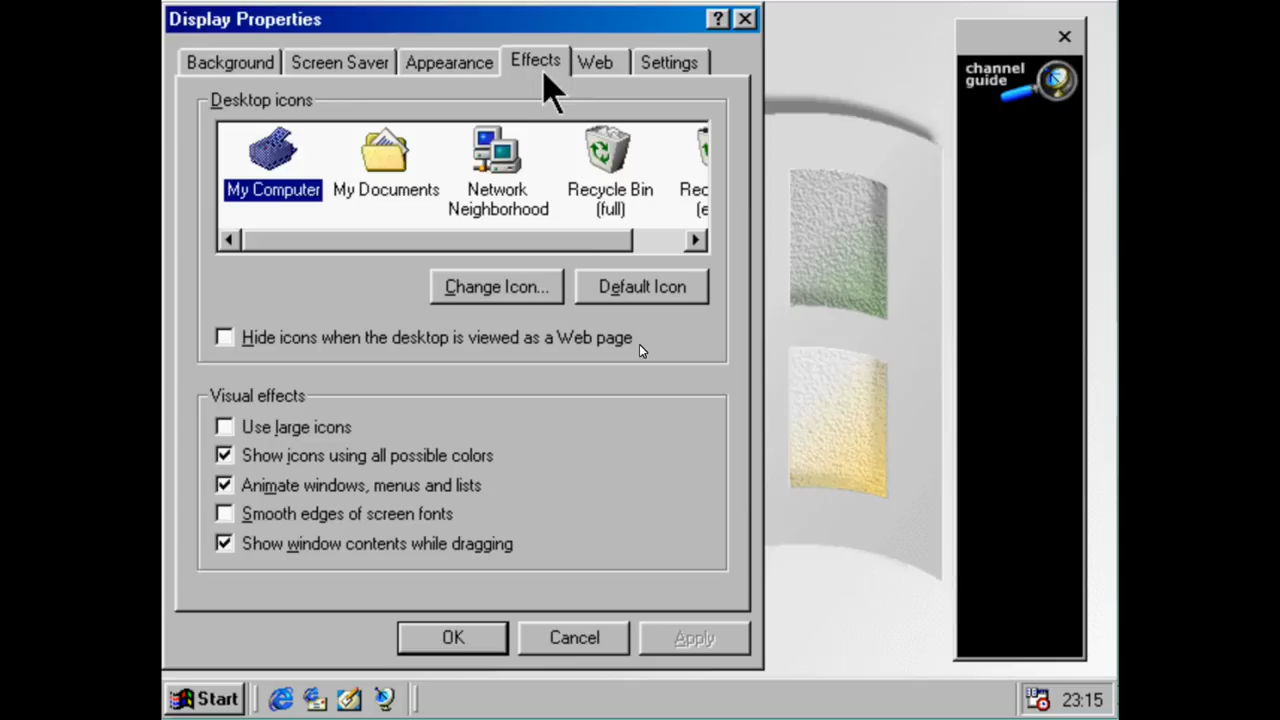 Display Properties
Background Screen Saver Appearance Effects Web Settings
Desktop icons
My Computer My Documents Network Neighborhood Recycle Bin (full) Rec (e
Change Icon... Default Icon
Hide icons when the desktop is viewed as a Web page
Visual effects
Use large icons
Show icons using all possible colors
Animate windows, menus and lists
Smooth edges of screen fonts
Show window contents while dragging
OK Cancel Apply
channel
guide
Start 23:15